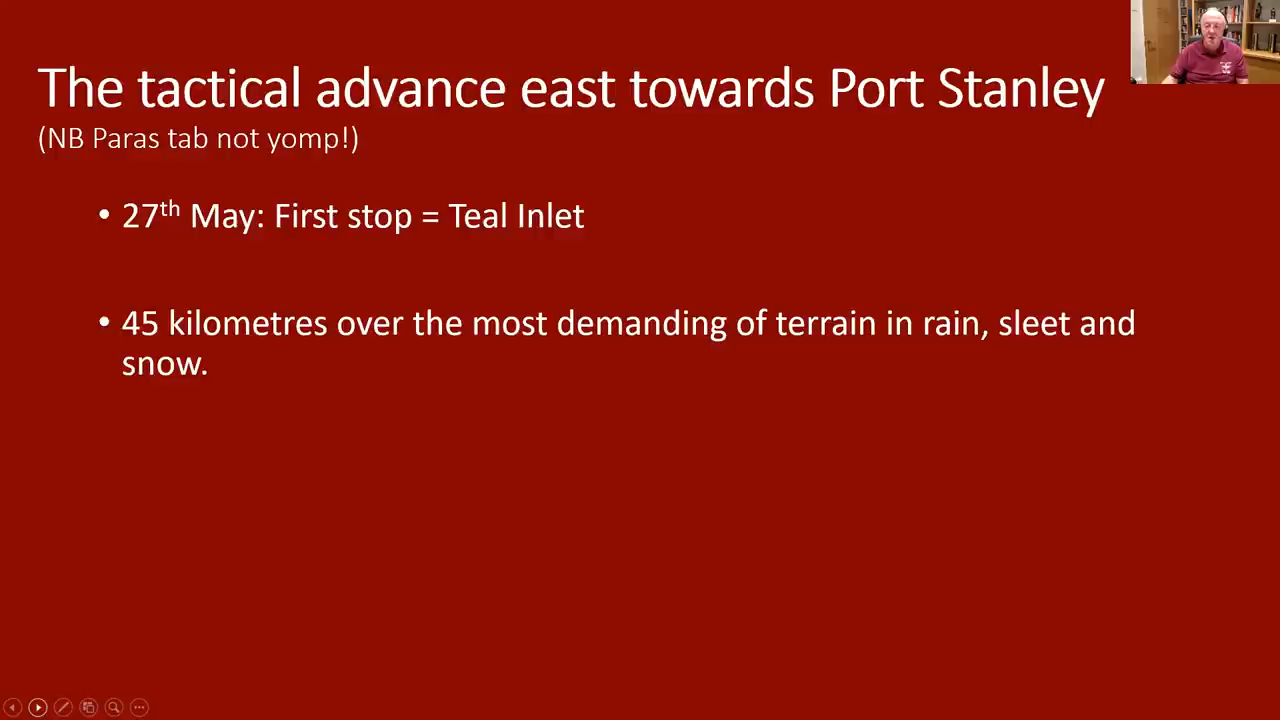 The tactical advance east towards Port Stanley
(NB Paras tab not yomp!)
• 27th May: First stop = Teal Inlet
• 45 kilometres over the most demanding of terrain in rain, sleet and
snow.